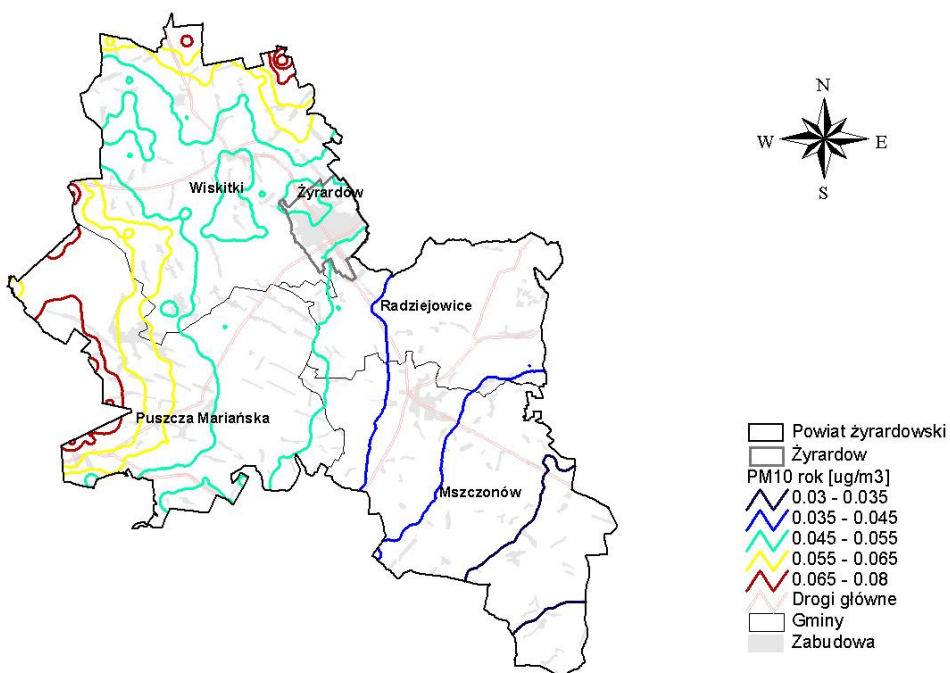 N
W
E
S
Wiskitki
Żyrardów
Radziejowice
Puszcza Mariańska
Mszczonów
Powiat żyrardowski
Żyrardow
PM10 rok [ug/m3]
0.03 - 0.035
0.035 - 0.045
0.045 - 0.055
0.055 - 0.065
0.065 - 0.08
Drogi główne
Gminy
Zabudowa